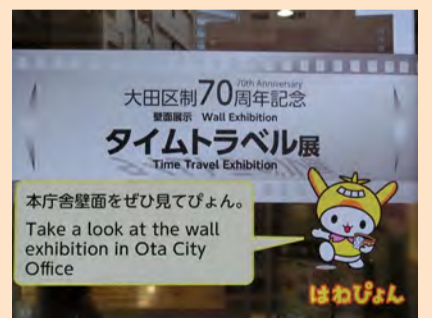 70th Anniversary
大田区制70周年記念
壁面展示 Wall Exhibition
タイムトラベル展
Time Travel Exhibition
本庁舎壁面をぜひ見てぴょん。
Take a look at the wall
exhibition in Ota City
Office
はねぴょん